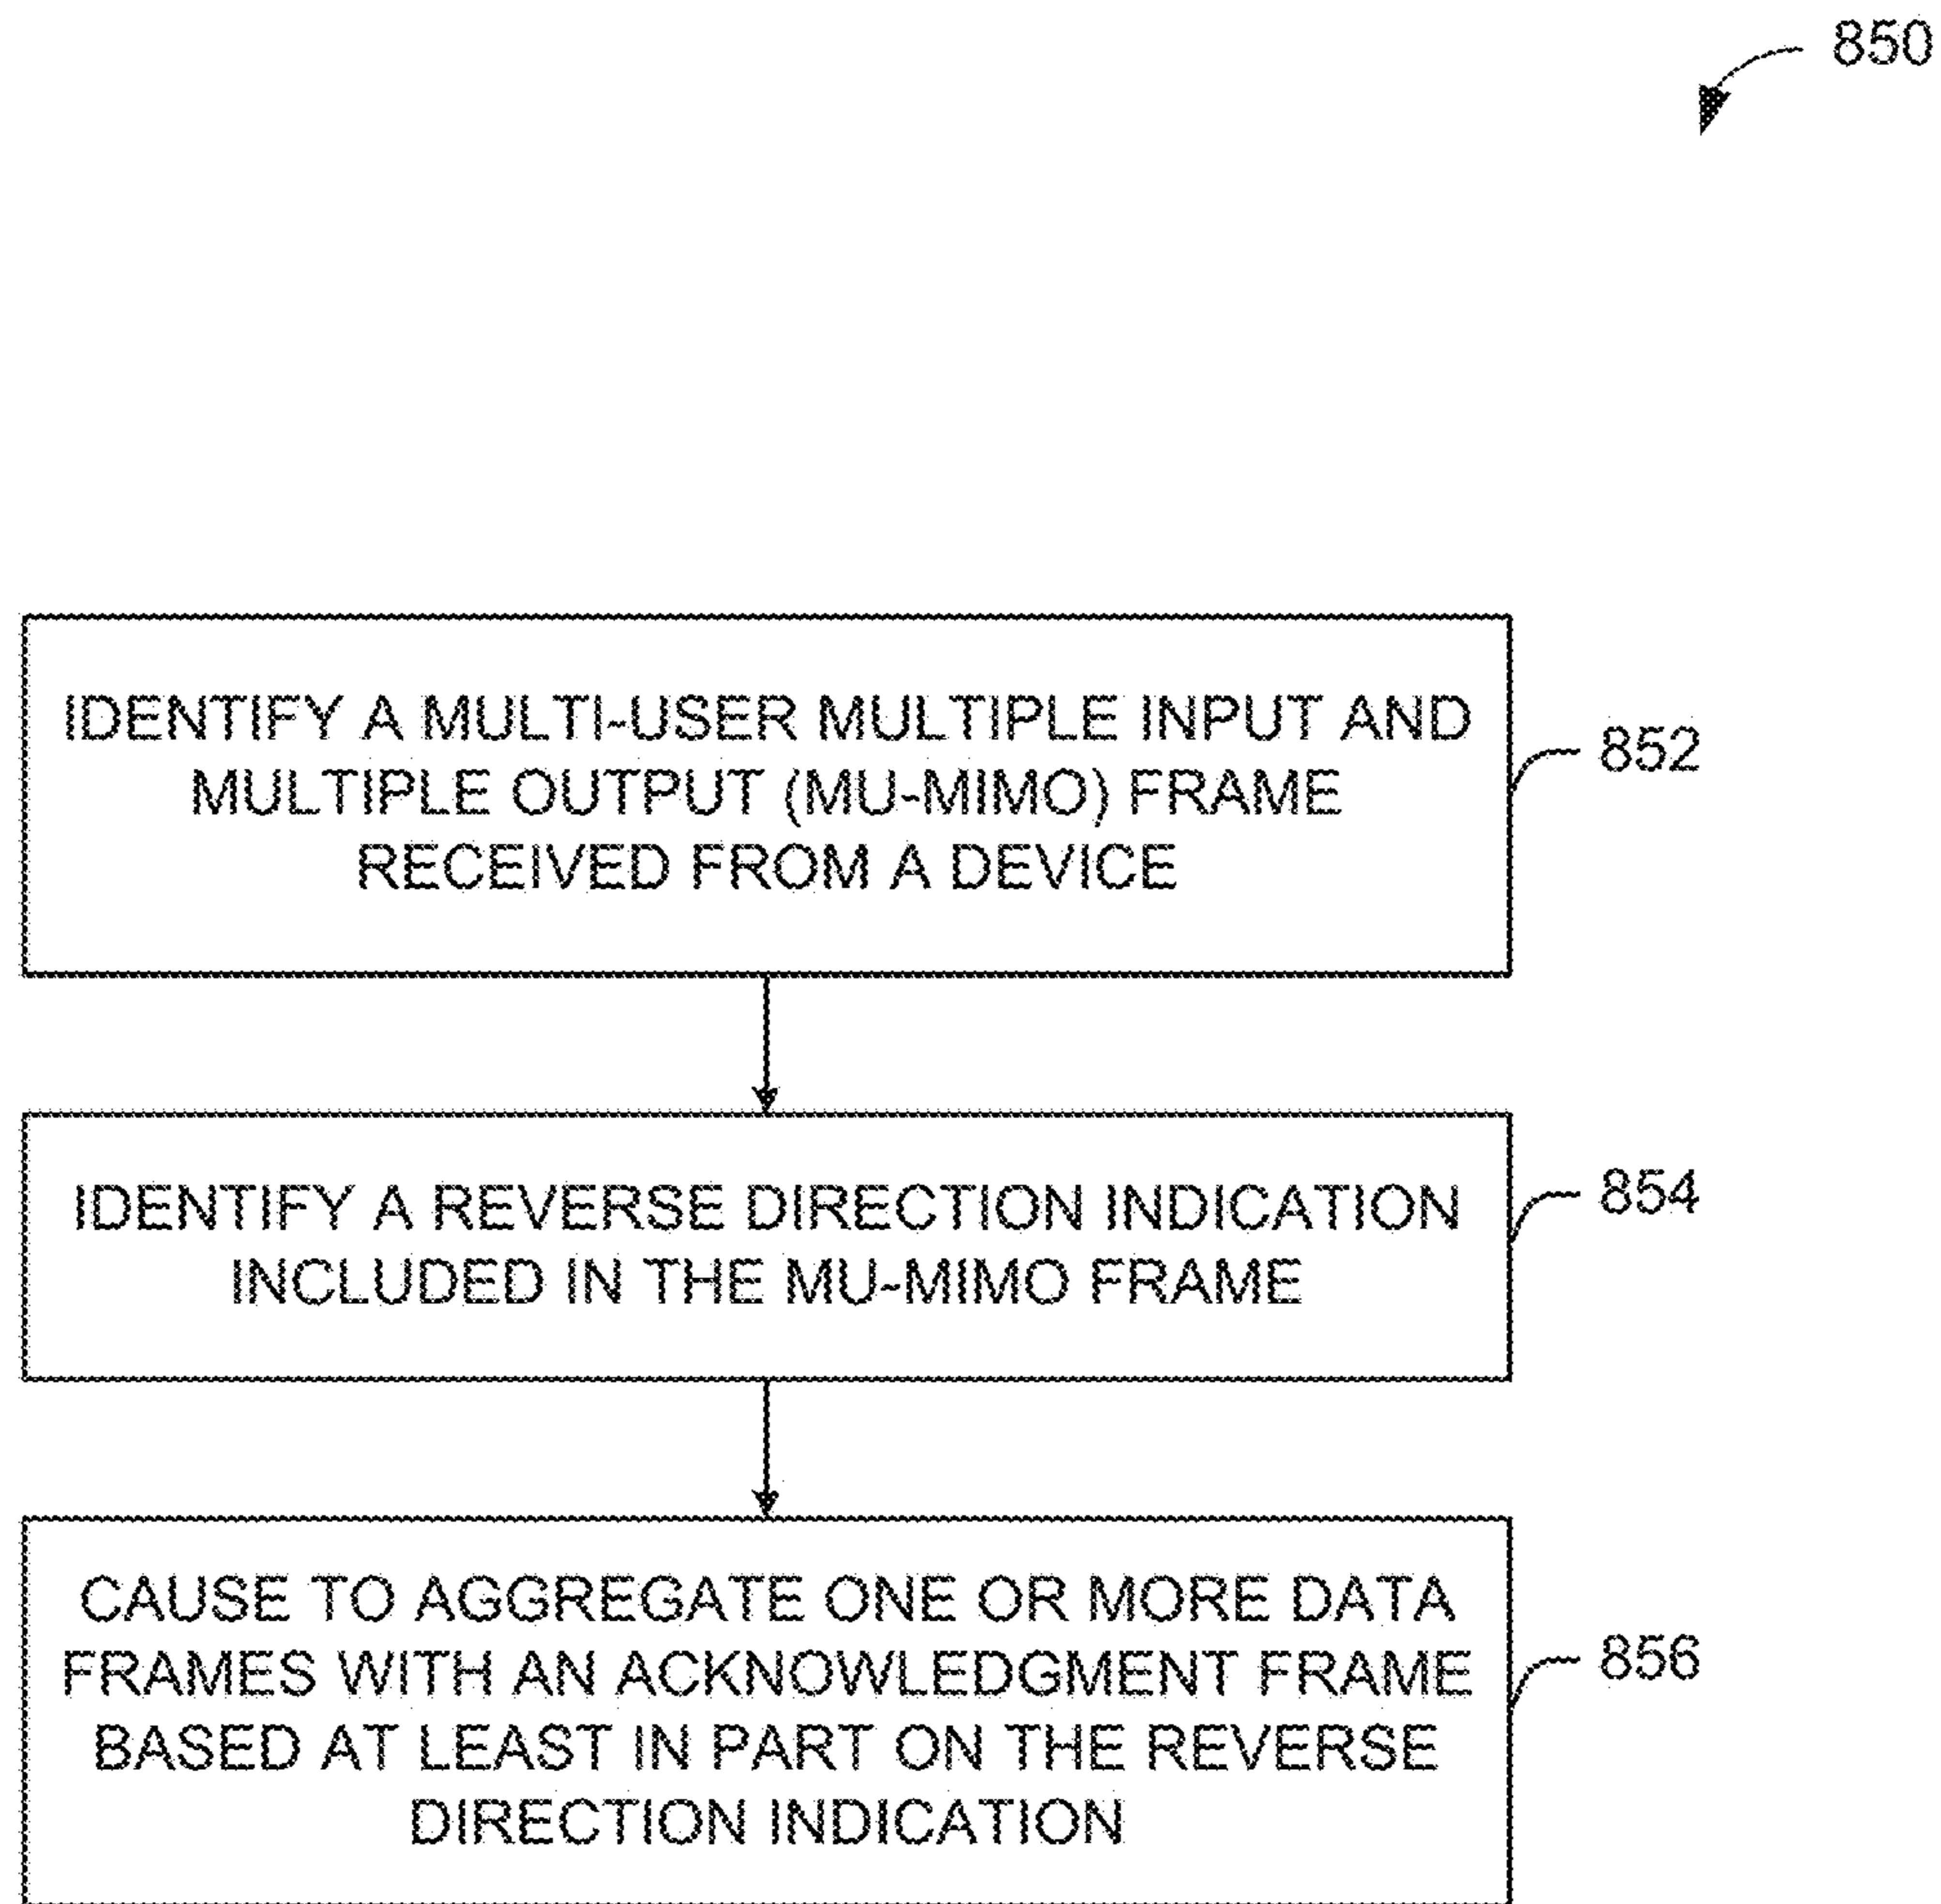 850
IDENTIFY A MULTI-USER MULTIPLE INPUT AND
MULTIPLE OUTPUT (MU-MIMO) FRAME
RECEIVED FROM A DEVICE
852
IDENTIFY A REVERSE DIRECTION INDICATION
INCLUDED IN THE MU-MIMO FRAME
854
CAUSE TO AGGREGATE ONE OR MORE DATA
FRAMES WITH AN ACKNOWLEDGMENT FRAME
BASED AT LEAST IN PART ON THE REVERSE
DIRECTION INDICATION
856